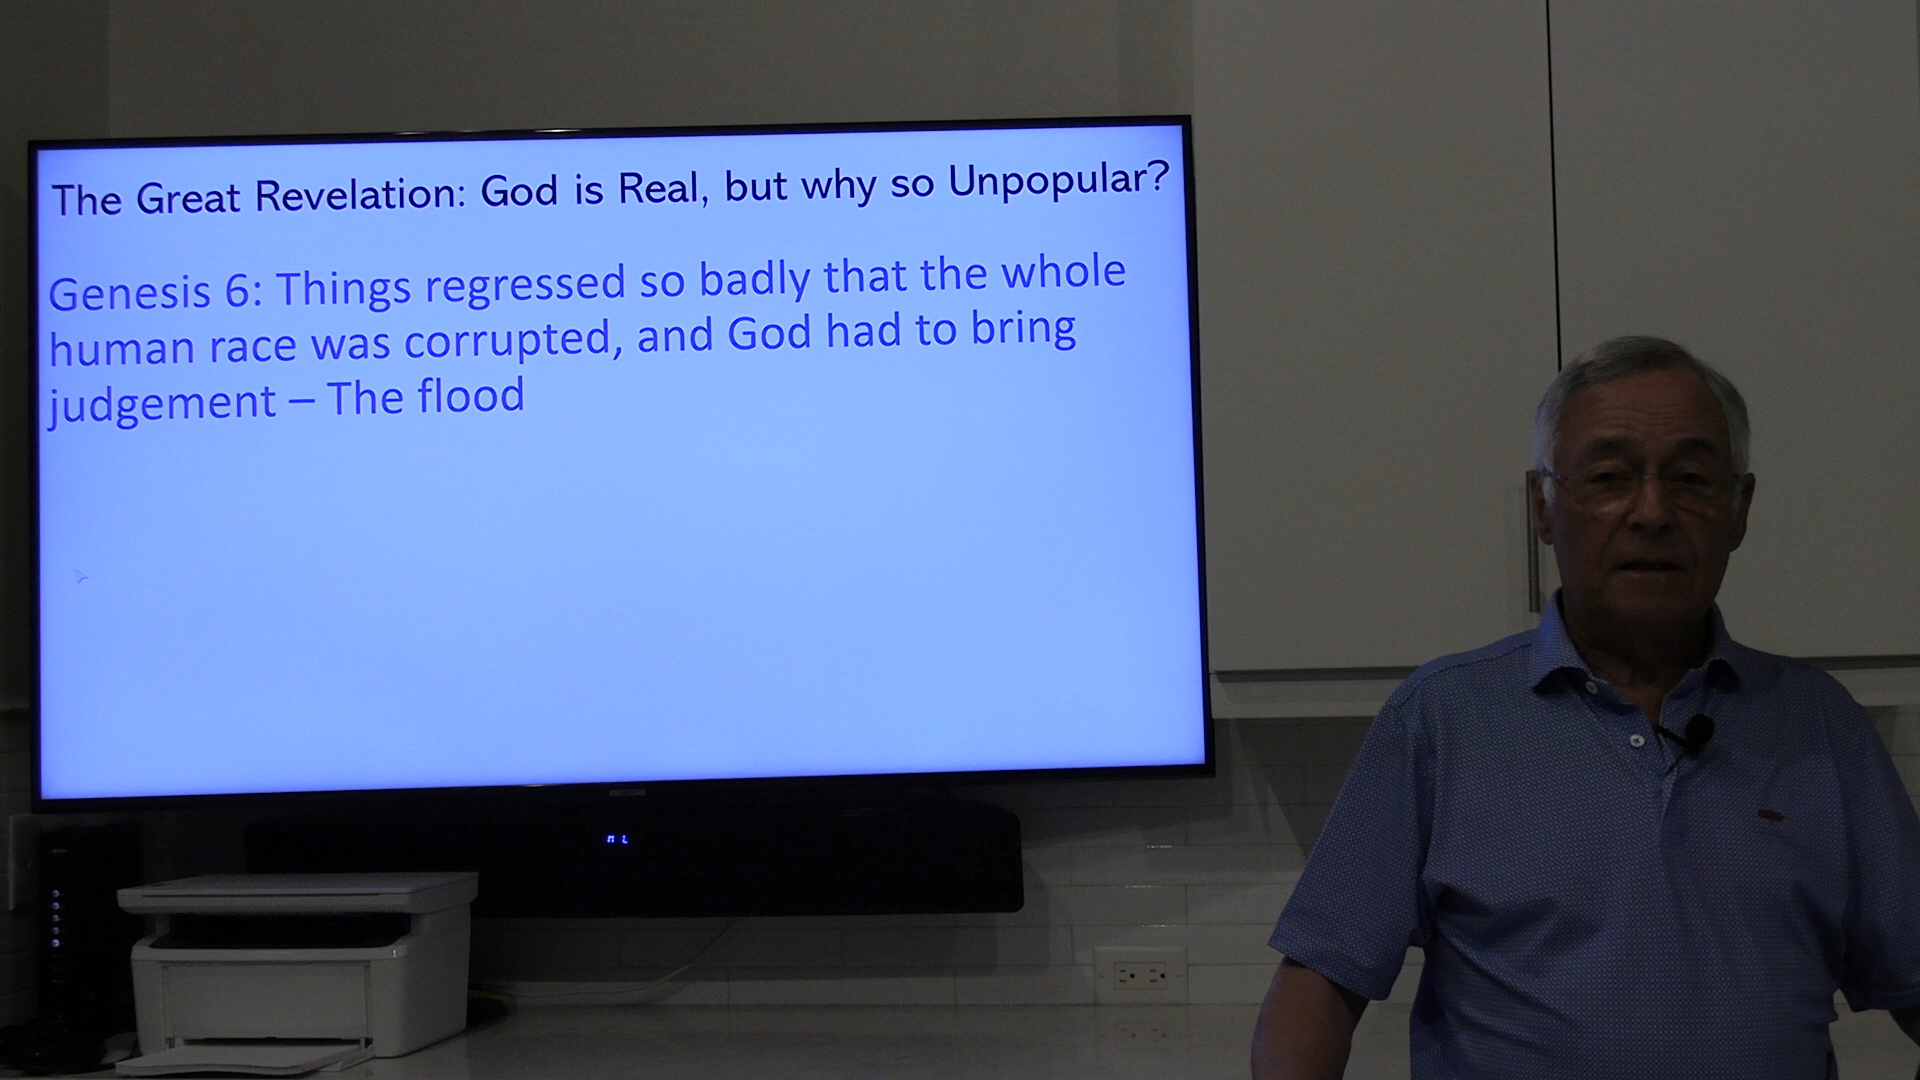 The Great Revelation: God is Real, but why so Unpopular?
Genesis 6: Things regressed so badly that the whole
human race was corrupted, and God had to bring
judgement – The flood